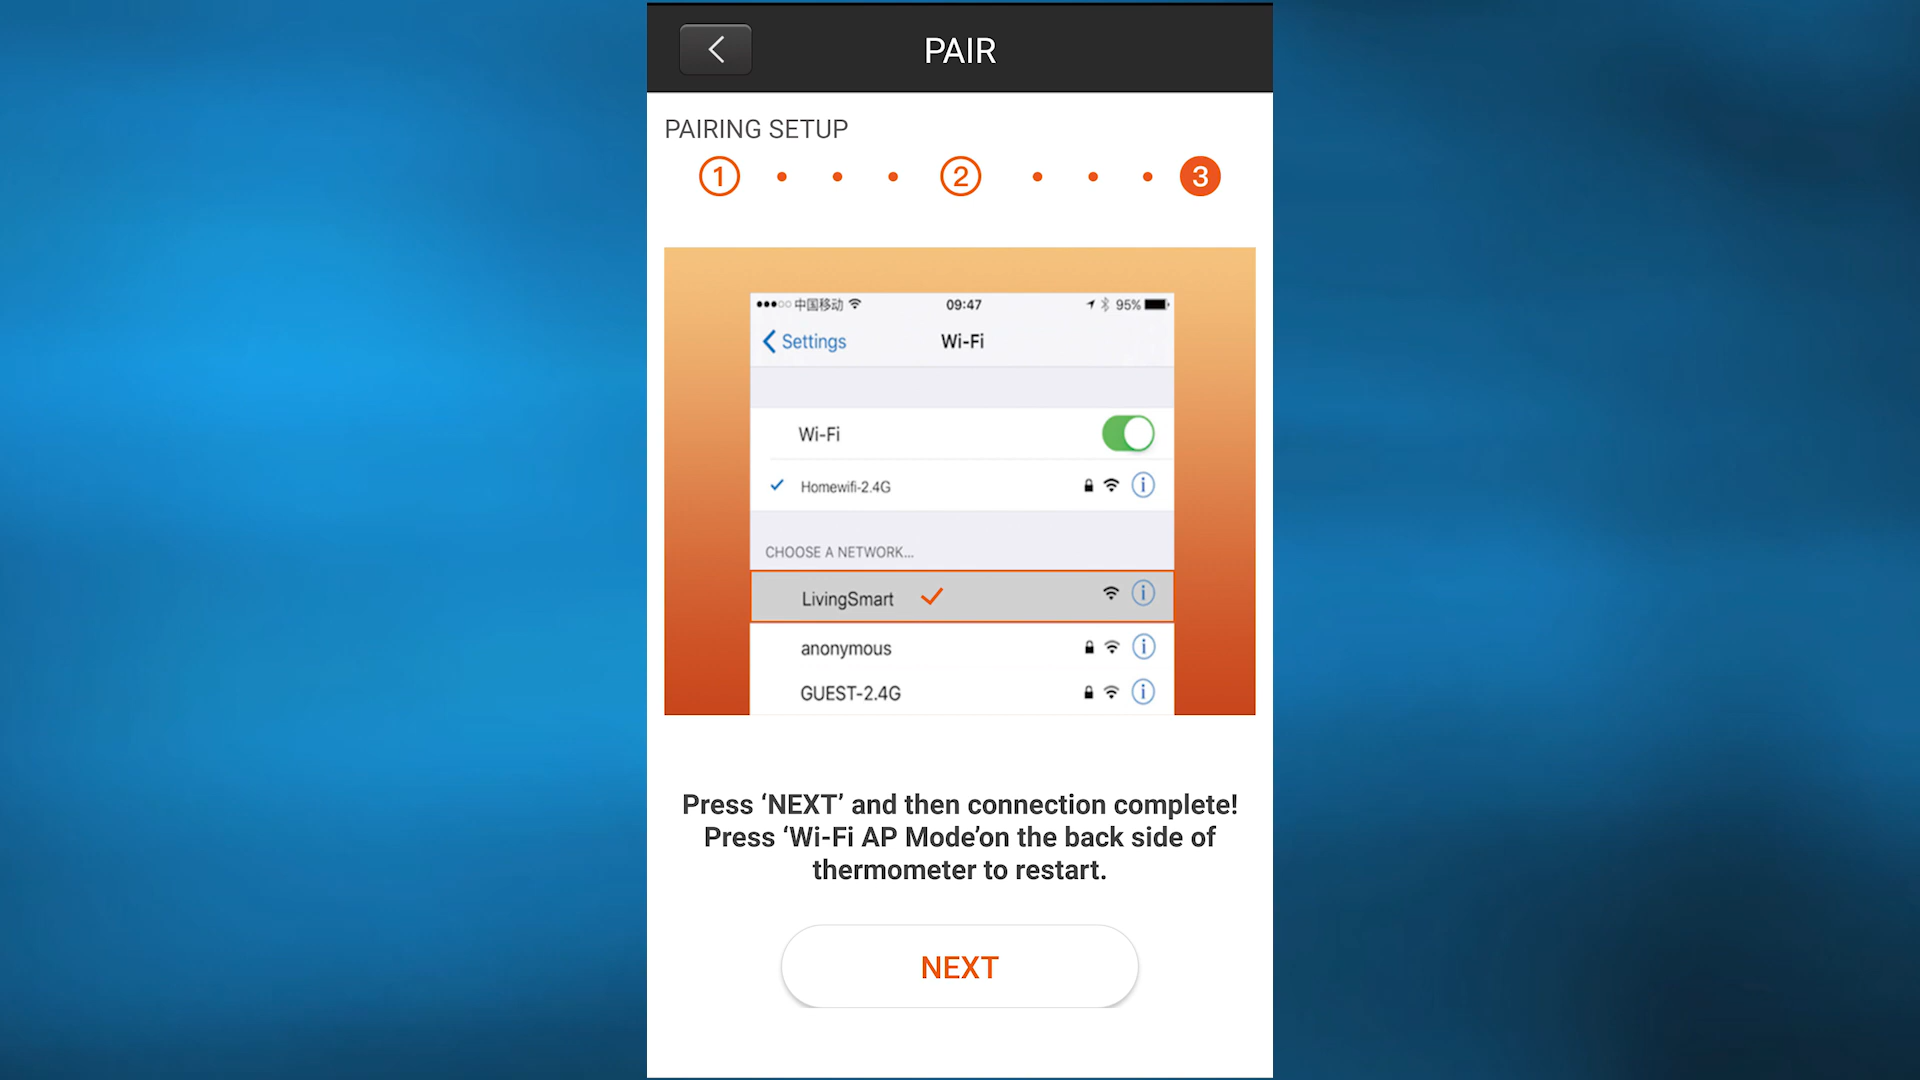 PAIR
PAIRING SETUP
1 2 3
中国移动 09:47 95%
Settings Wi-Fi
Wi-Fi
Homewifi-2.4G
CHOOSE A NETWORK...
LivingSmart
anonymous
GUEST-2.4G
Press ‘NEXT’ and then connection complete!
Press ‘Wi-Fi AP Mode’on the back side of
thermometer to restart.
NEXT